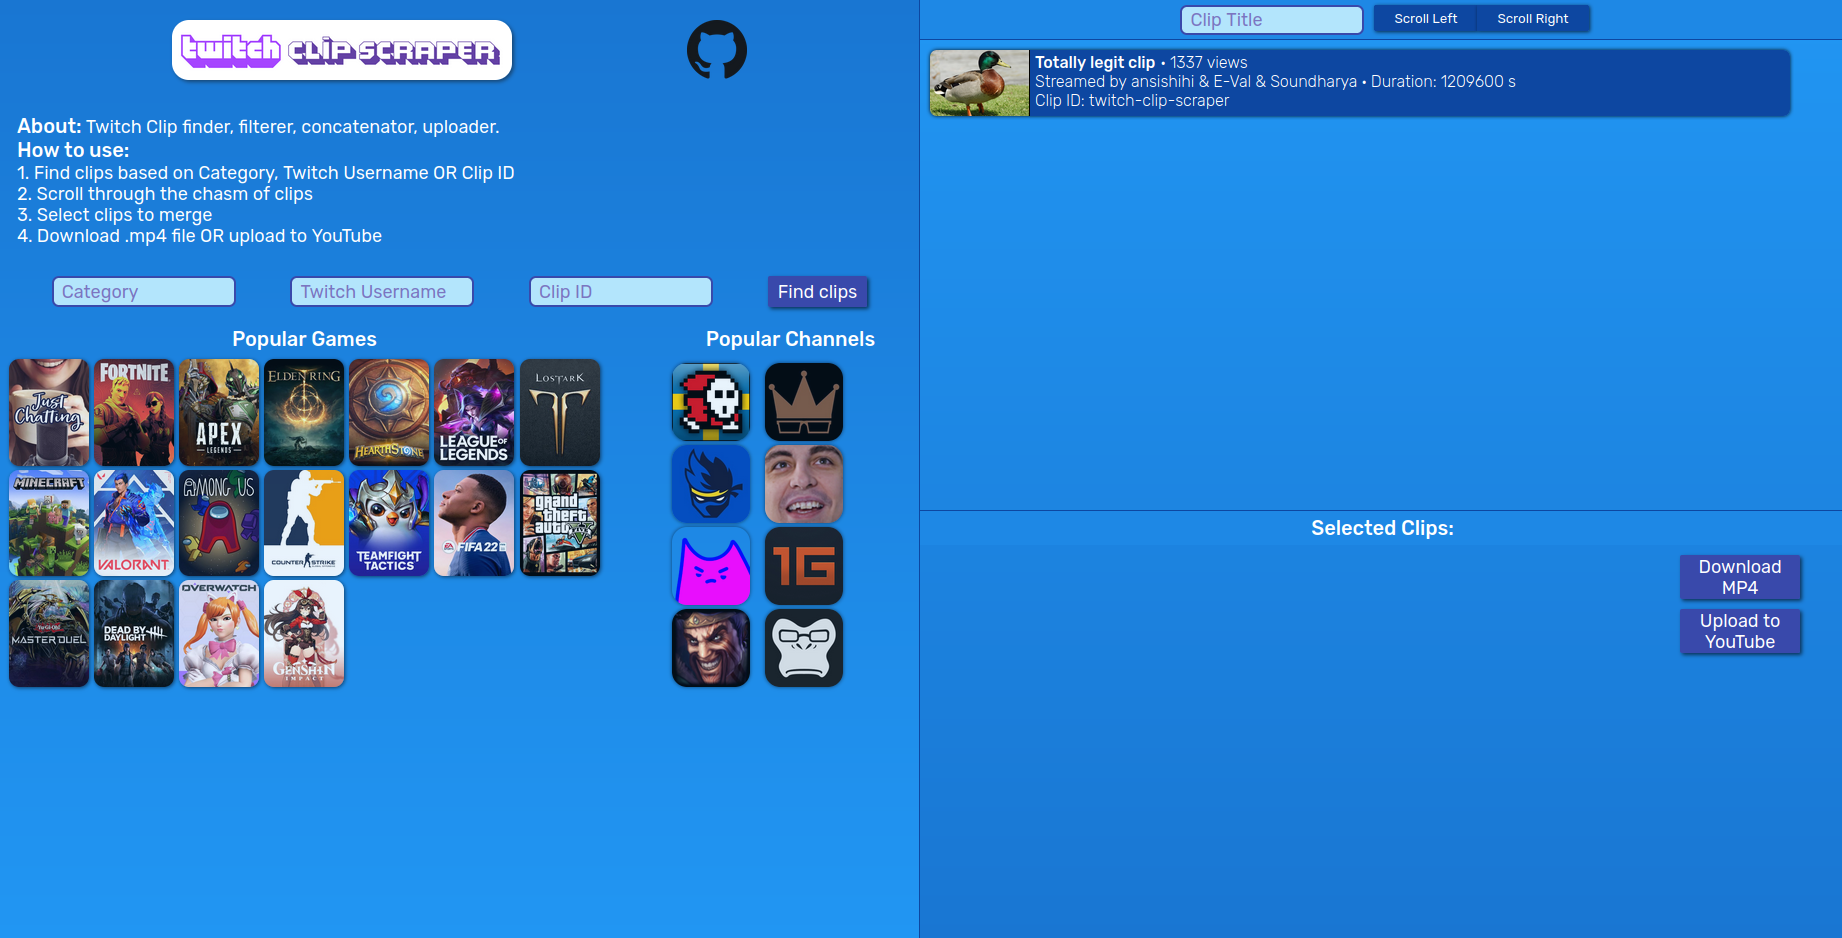 twitch CLIP SCRAPER
About: Twitch Clip finder, filterer, concatenator, uploader.
How to use:
1. Find clips based on Category, Twitch Username OR Clip ID
2. Scroll through the chasm of clips
3. Select clips to merge
4. Download .mp4 file OR upload to YouTube
Category
Twitch Username
Clip ID
Find clips
Popular Games
Just
Chatting
FORTNITE
APEX
LEGENDS
ELDEN RING
HEARTHSTONE
LEAGUE OF
LEGENDS
LOST ARK
MINECRAFT
VALORANT
AMONG US
COUNTER STRIKE
TEAMFIGHT
TACTICS
EA SPORTS FIFA 22
grand
theft
auto V
Yu-Gi-Oh!
MASTER DUEL
DEAD BY
DAYLIGHT
OVERWATCH
GENSHIN
IMPACT
Popular Channels
1G
Clip Title
Scroll Left
Scroll Right
Totally legit clip • 1337 views
Streamed by ansishihi & E-Val & Soundharya • Duration: 1209600 s
Clip ID: twitch-clip-scraper
Selected Clips:
Download
MP4
Upload to
YouTube